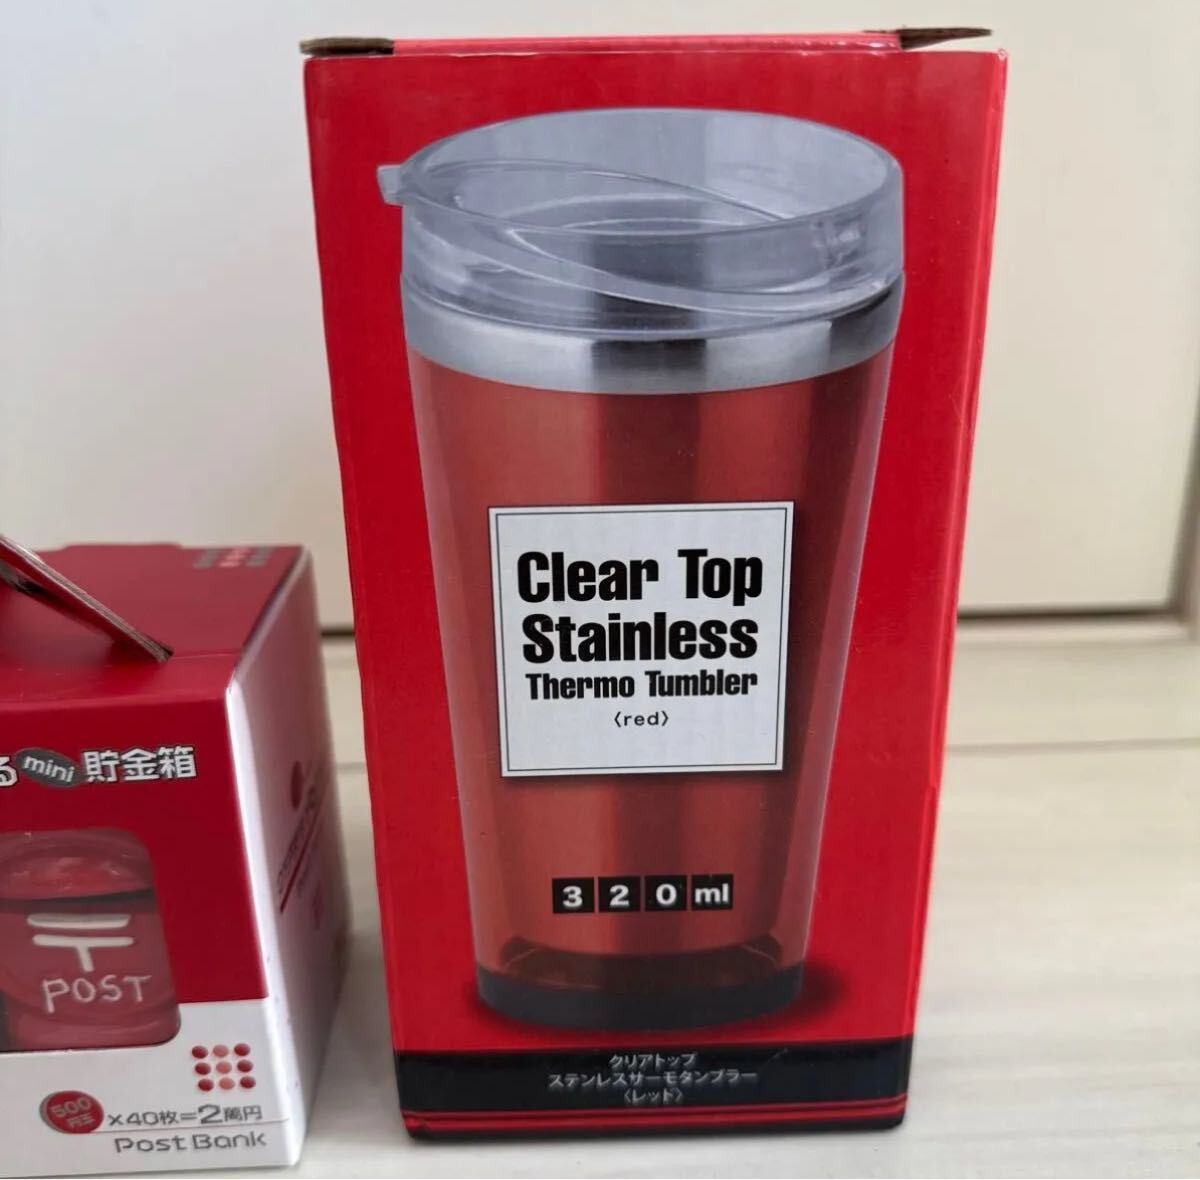 Clear Top
Stainless
Thermo Tumbler
〈red〉
320ml
クリアトップ
ステンレスサーモタンブラー
〈レッド〉
る mini 貯金箱
〒
POST
500円玉 ×40枚=2萬円
Post Bank